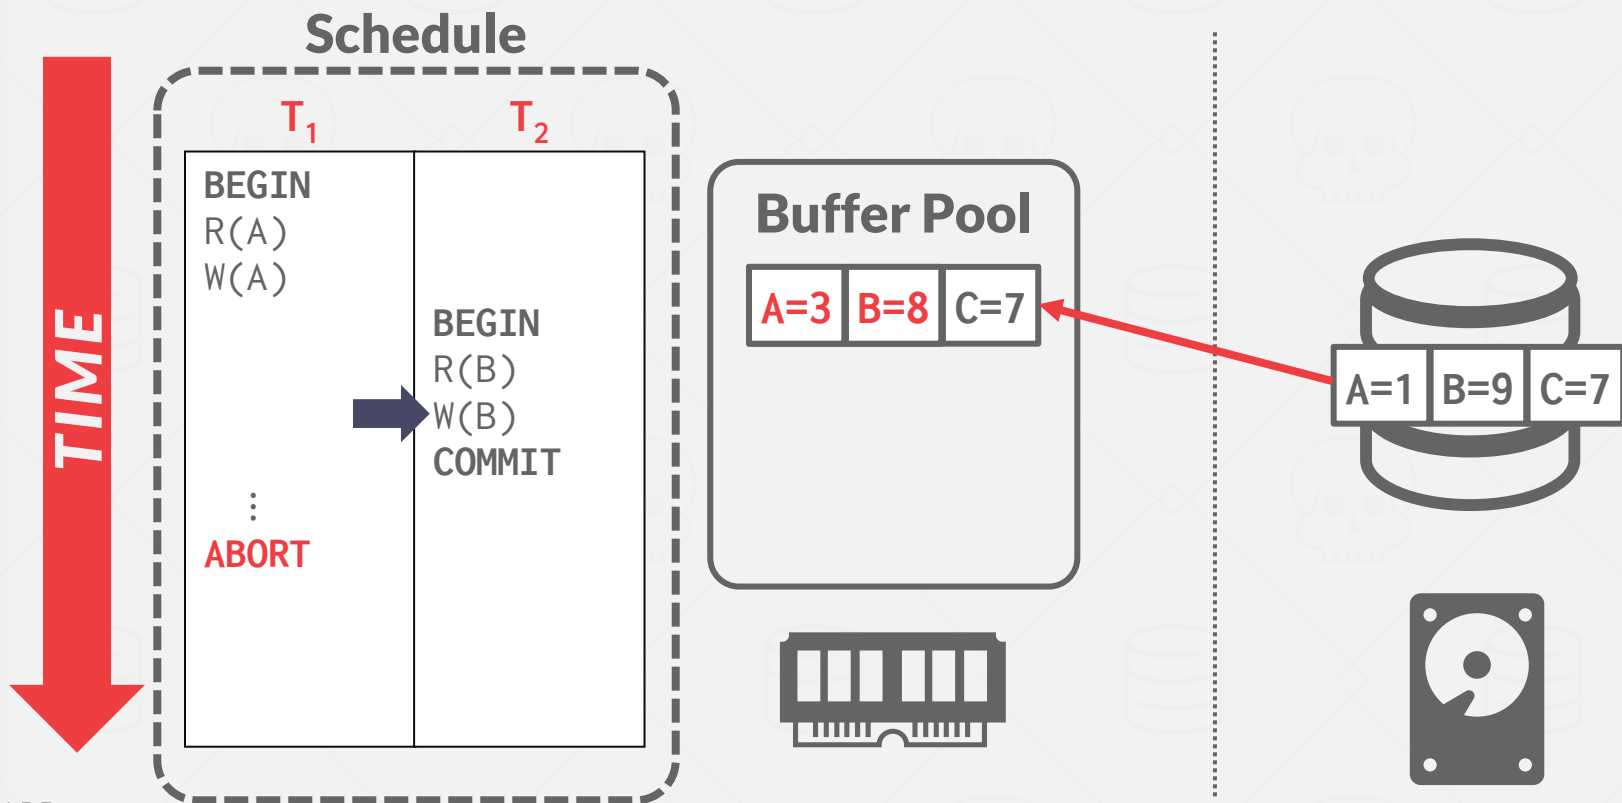 Schedule
TIME
T₁ T₂
BEGIN
R(A)
W(A)
BEGIN
R(B)
W(B)
COMMIT
⋮
ABORT
Buffer Pool
A=3 B=8 C=7
A=1 B=9 C=7